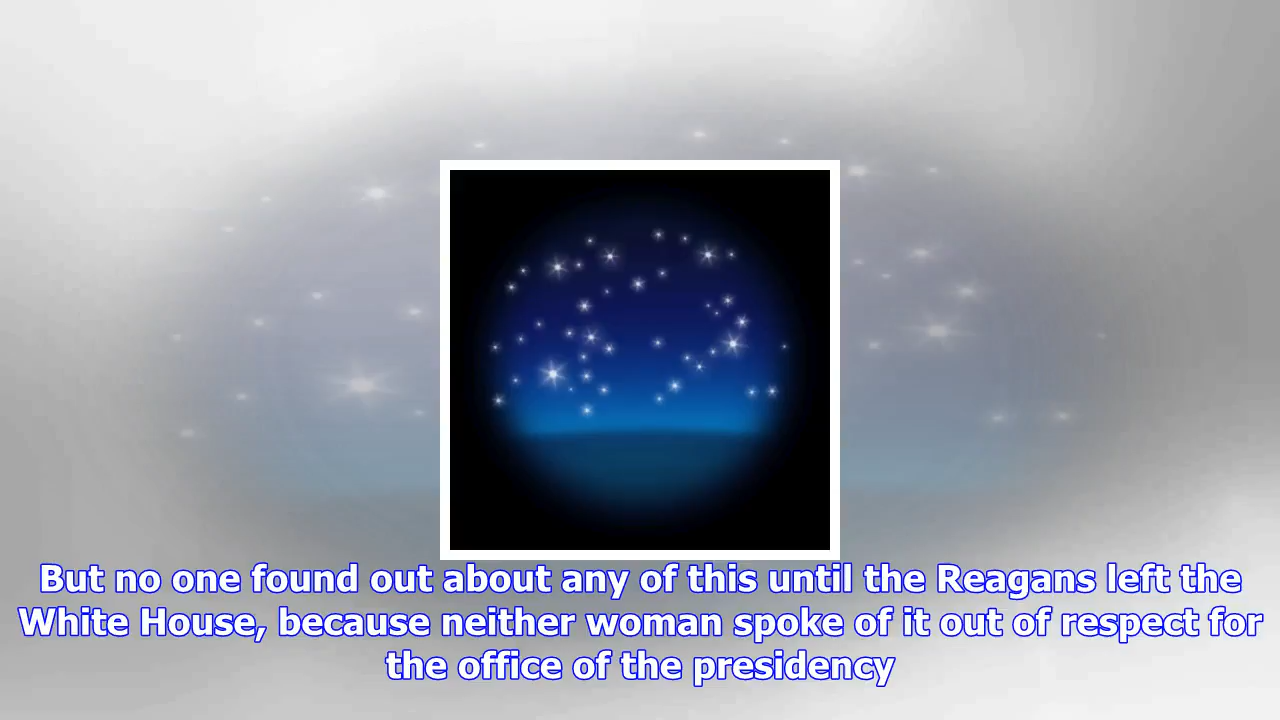 But no one found out about any of this until the Reagans left the
White House, because neither woman spoke of it out of respect for
the office of the presidency